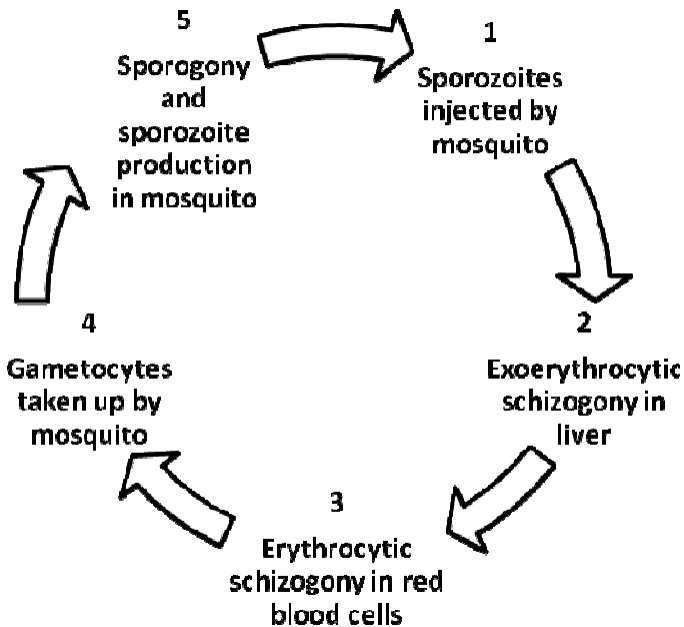 5
Sporogony
and
sporozoite
production
in mosquito
1
Sporozoites
injected by
mosquito
2
Exoerythrocytic
schizogony in
liver
3
Erythrocytic
schizogony in red
blood cells
4
Gametocytes
taken up by
mosquito